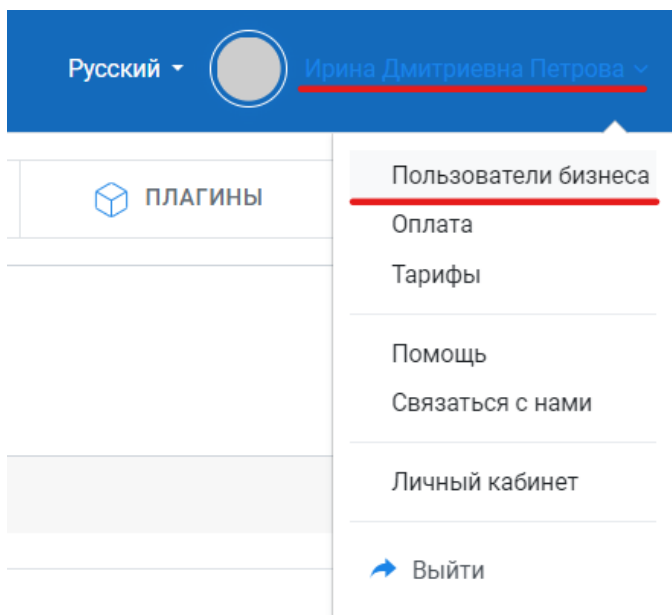 Русский
Ирина Дмитриевна Петрова
ПЛАГИНЫ
Пользователи бизнеса
Оплата
Тарифы
Помощь
Связаться с нами
Личный кабинет
Выйти